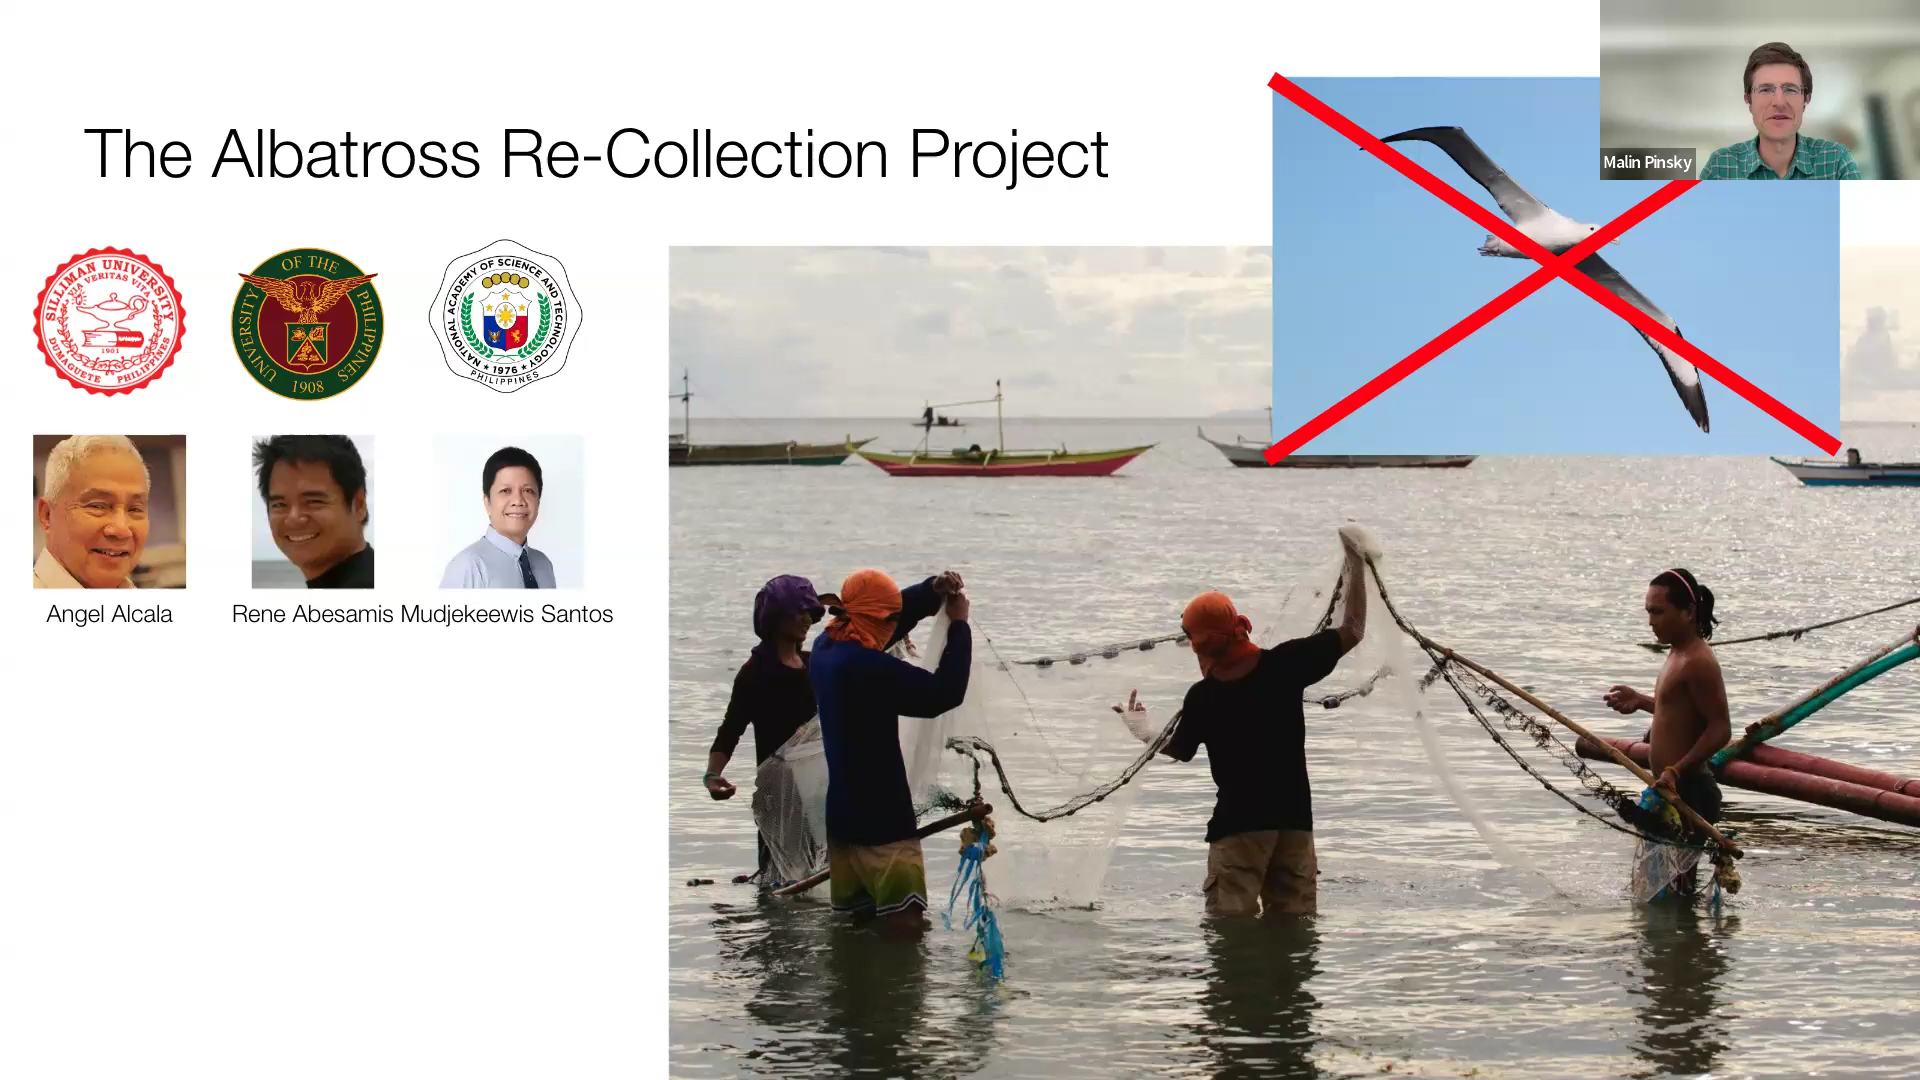 Malin Pinsky
The Albatross Re-Collection Project
SILLIMAN UNIVERSITY
VIA VERITAS VITA
1901
DUMAGUETE PHILIPPINES
UNIVERSITY OF THE PHILIPPINES
1908
NATIONAL ACADEMY OF SCIENCE AND TECHNOLOGY
★ 1976 ★
PHILIPPINES
Angel Alcala
Rene Abesamis
Mudjekeewis Santos